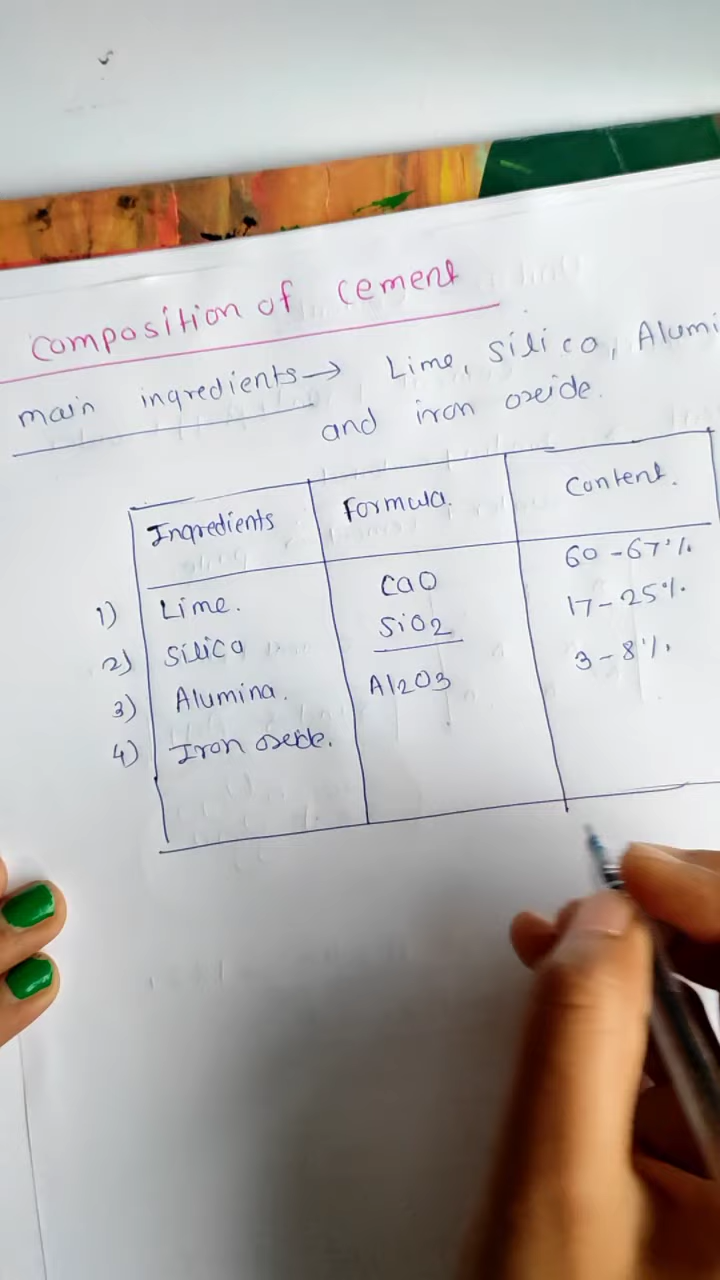 Composition of cement
main ingredients → Lime, Silica, Alumi
and iron oxide.
Ingredients Formula. Content.
1) Lime. CaO 60-67%
2) Silica SiO2 17-25%
3) Alumina. Al2O3 3-8%
4) Iron oxide.